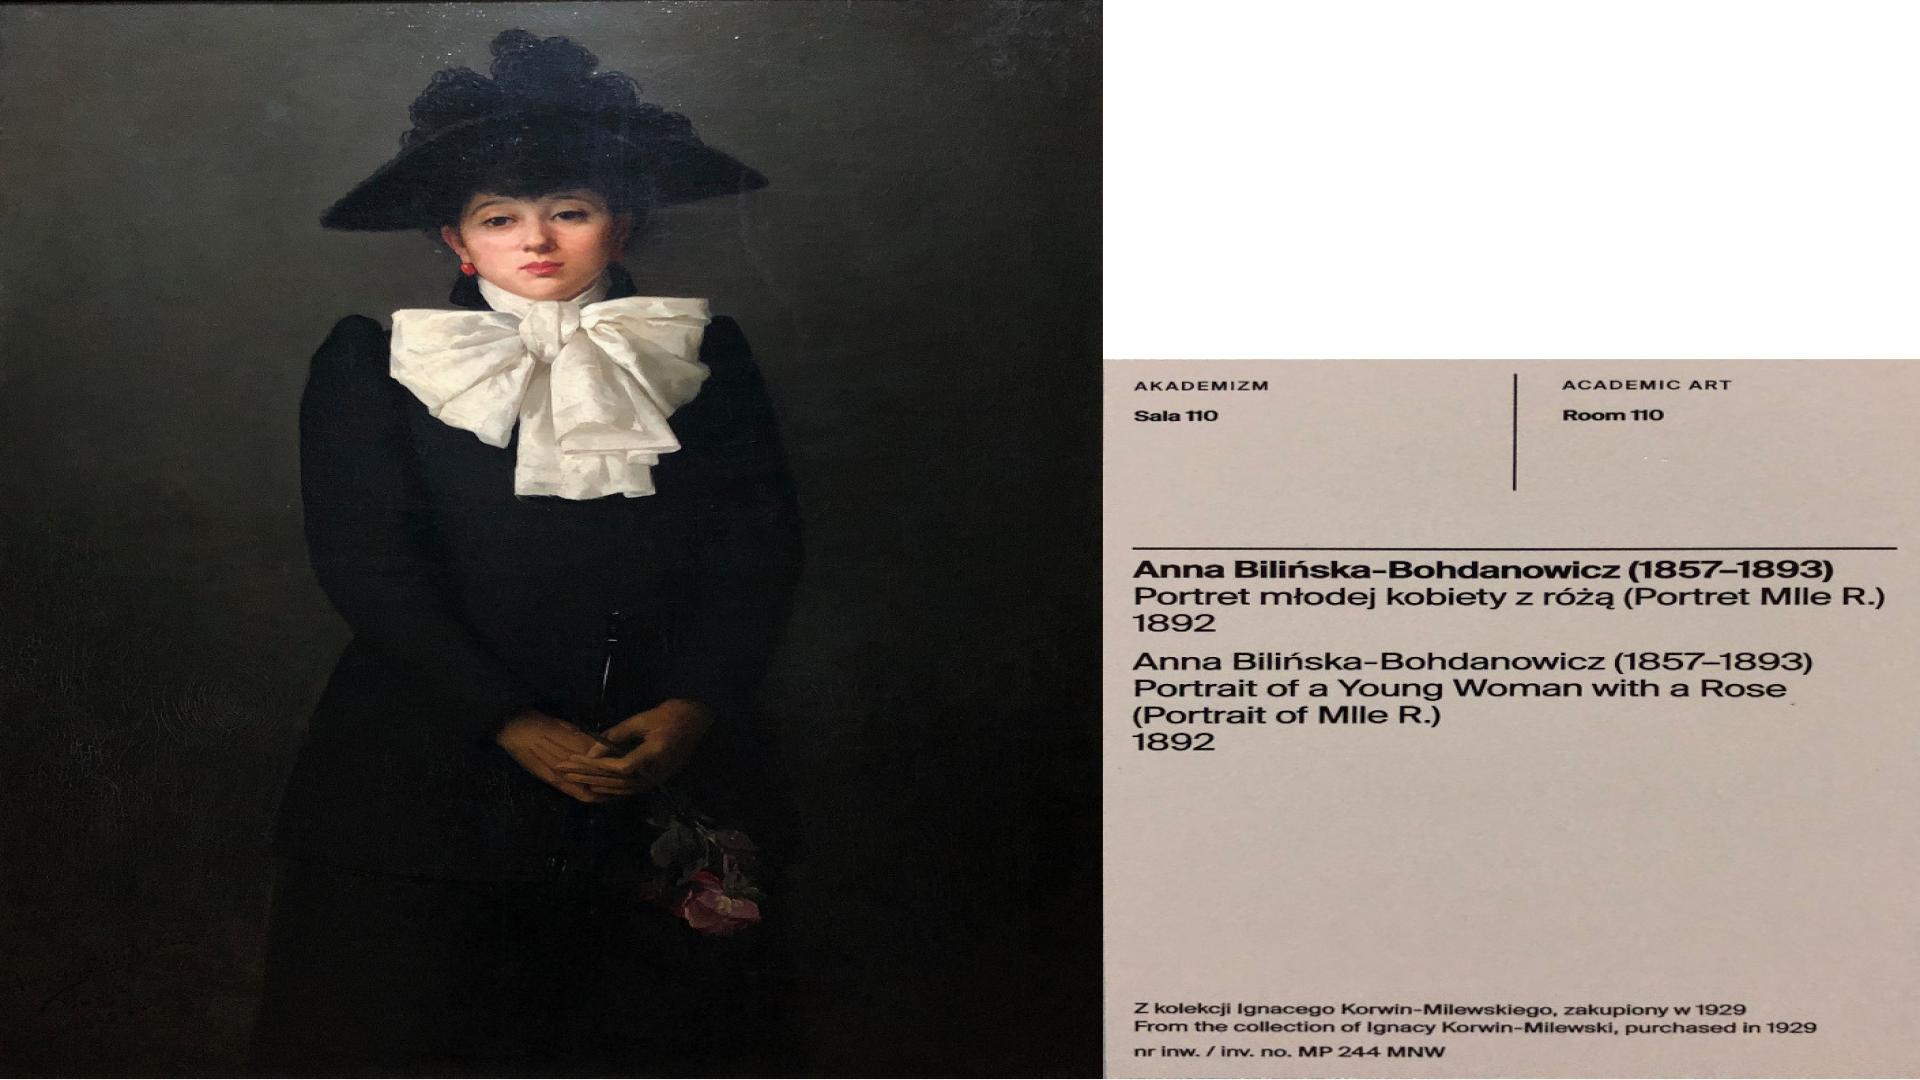 AKADEMIZM
Sala 110
ACADEMIC ART
Room 110
Anna Bilińska-Bohdanowicz (1857–1893)
Portret młodej kobiety z różą (Portret Mlle R.)
1892
Anna Bilińska-Bohdanowicz (1857–1893)
Portrait of a Young Woman with a Rose
(Portrait of Mlle R.)
1892
Z kolekcji Ignacego Korwin-Milewskiego, zakupiony w 1929
From the collection of Ignacy Korwin-Milewski, purchased in 1929
nr inw. / inv. no. MP 244 MNW